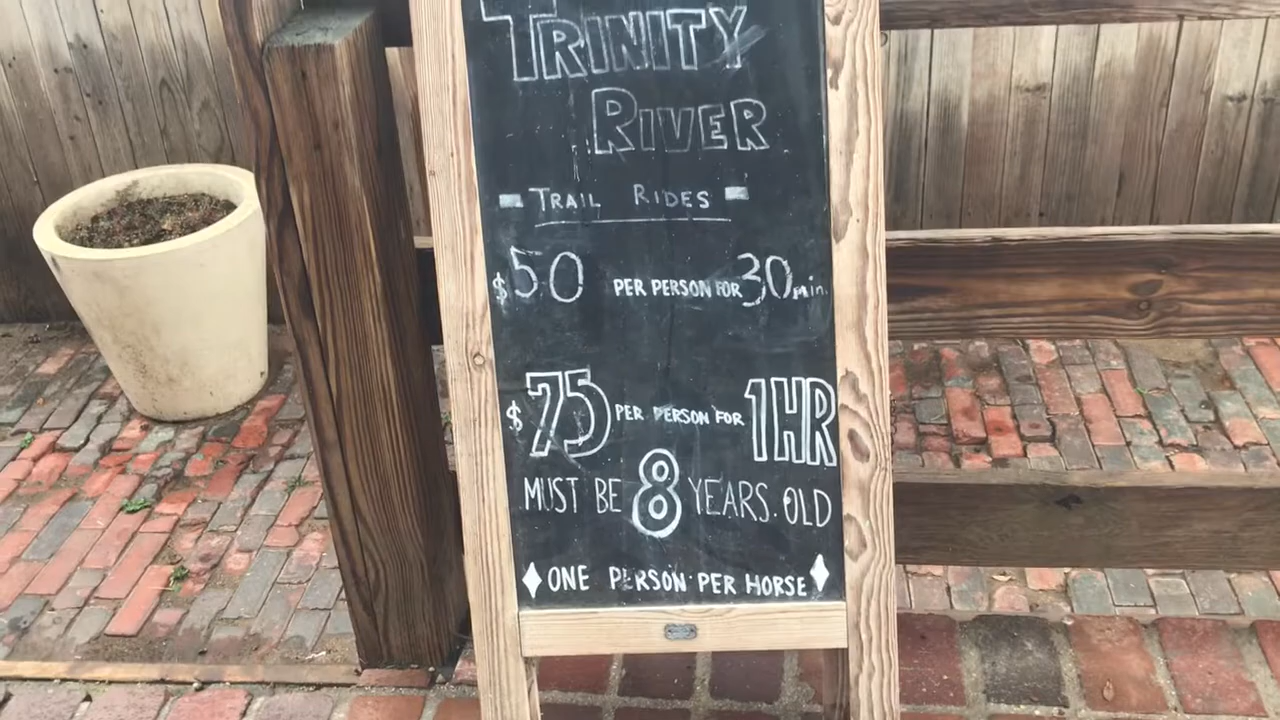 TRINITY
RIVER
- TRAIL RIDES -
$50 PER PERSON FOR 30 min.
$75 PER PERSON FOR 1HR
MUST BE 8 YEARS. OLD
♦ ONE PERSON PER HORSE ♦